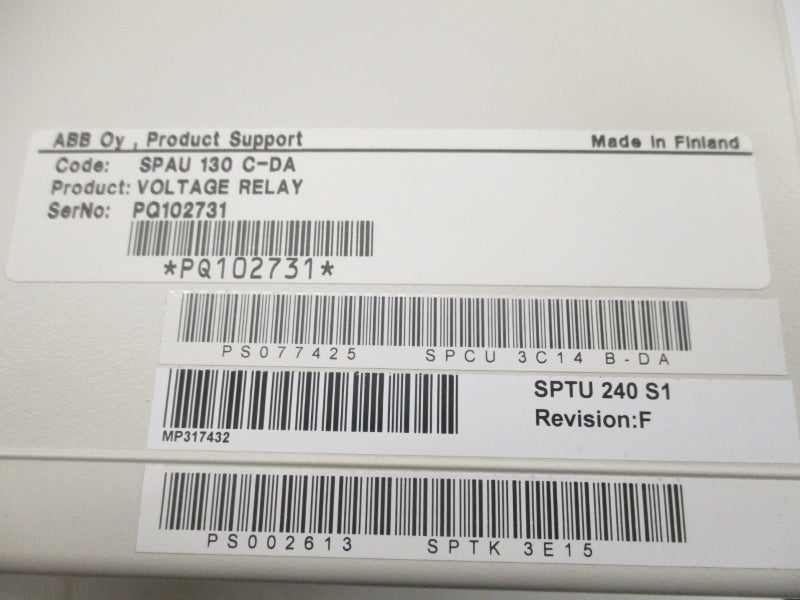 ABB Oy , Product Support Made in Finland
Code: SPAU 130 C-DA
Product: VOLTAGE RELAY
SerNo: PQ102731
*PQ102731*
PS077425 SPCU 3C14 B-DA
SPTU 240 S1
Revision:F
MP317432
PS002613 SPTK 3E15